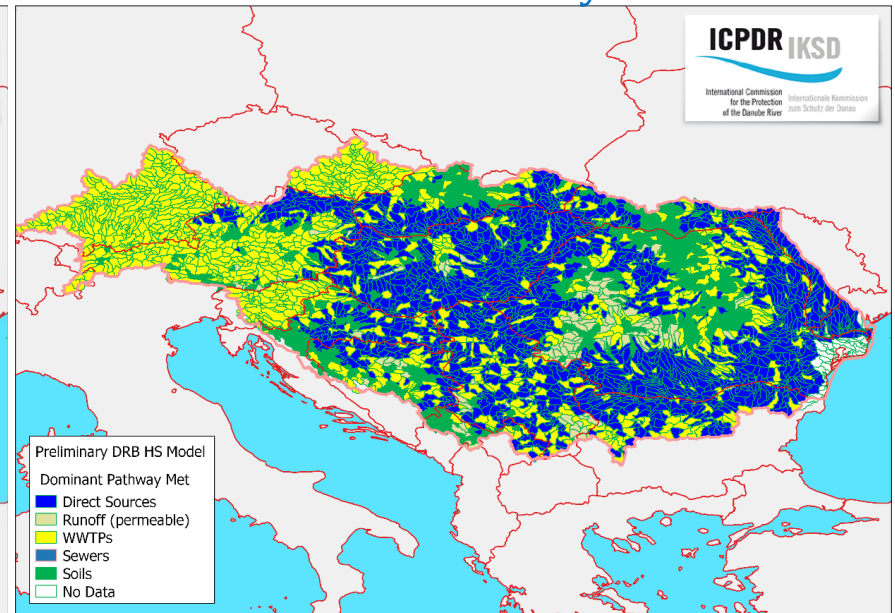 ICPDR IKSD
International Commission
for the Protection
of the Danube River
Internationale Kommission
zum Schutz der Donau
Preliminary DRB HS Model
Dominant Pathway Met
Direct Sources
Runoff (permeable)
WWTPs
Sewers
Soils
No Data